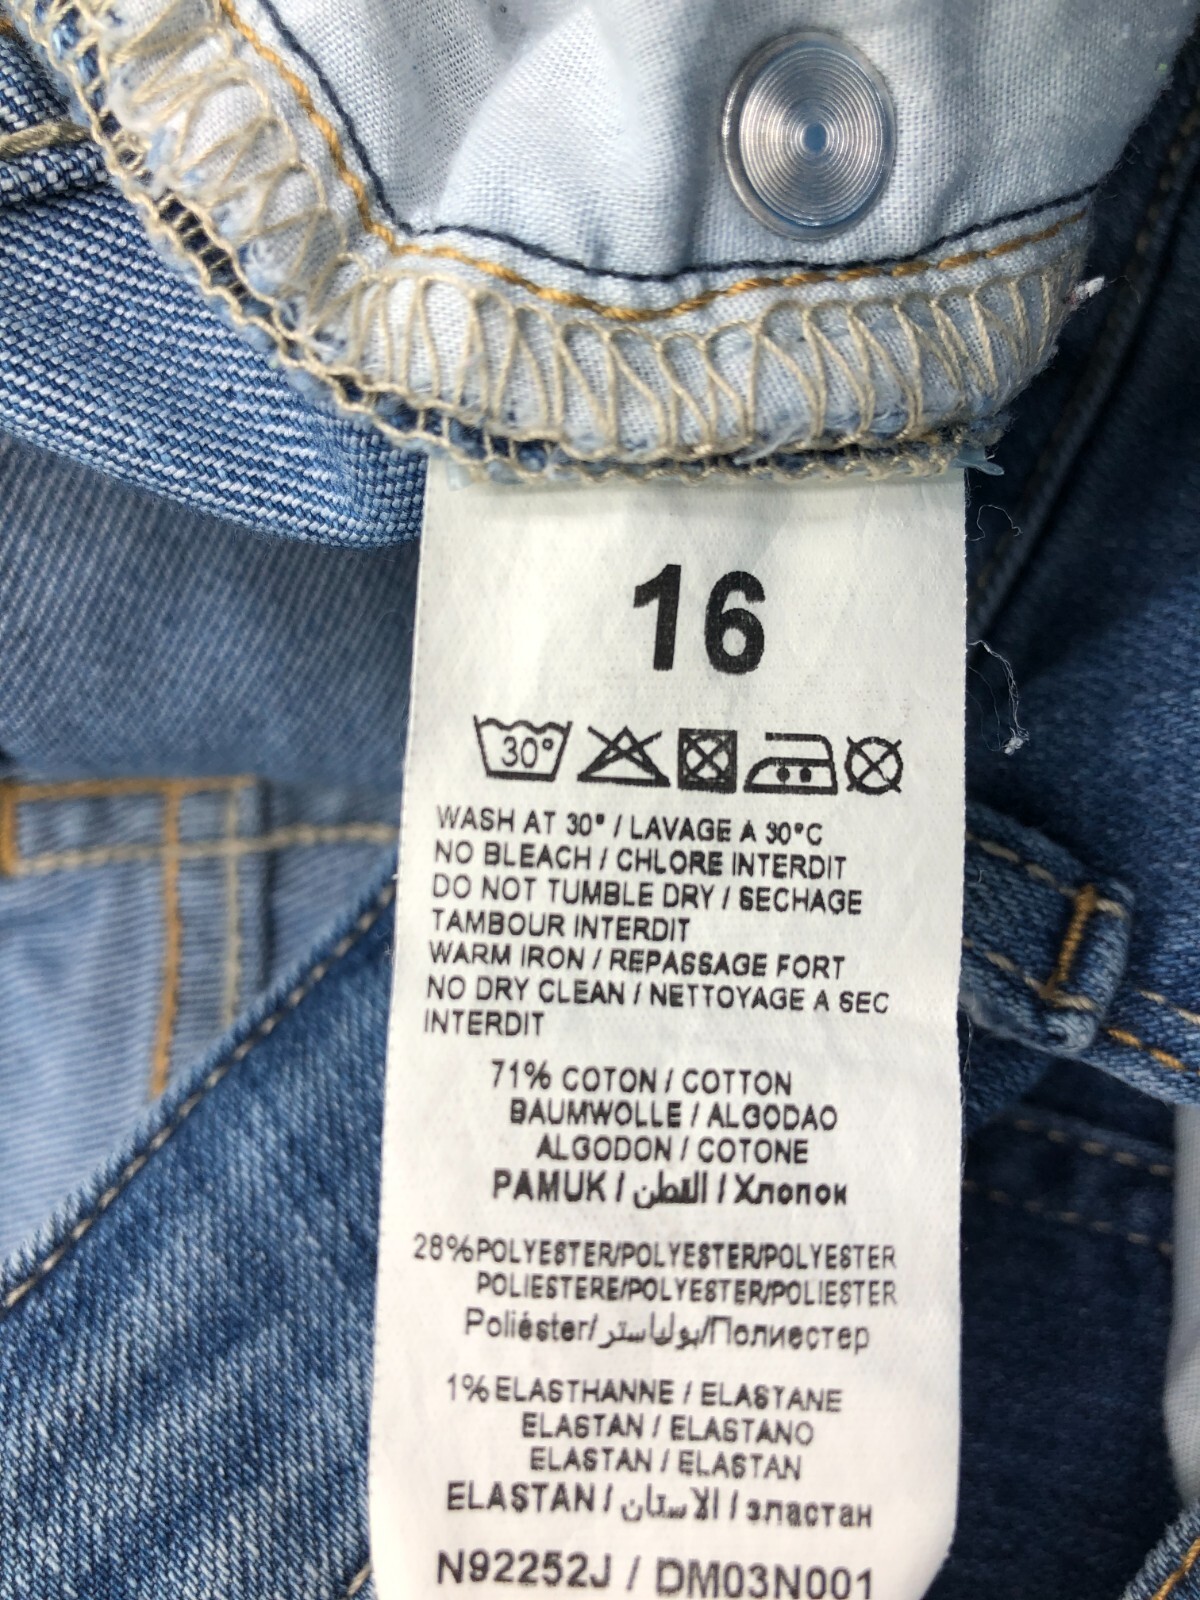 16
30°
WASH AT 30° / LAVAGE A 30°C
NO BLEACH / CHLORE INTERDIT
DO NOT TUMBLE DRY / SECHAGE
TAMBOUR INTERDIT
WARM IRON / REPASSAGE FORT
NO DRY CLEAN / NETTOYAGE A SEC
INTERDIT
71% COTON / COTTON
BAUMWOLLE / ALGODAO
ALGODON / COTONE
PAMUK / القطن / Хлопок
28%POLYESTER/POLYESTER/POLYESTER
POLIESTERE/POLYESTER/POLIESTER
Poliéster/بولياستر/Полиестер
1% ELASTHANNE / ELASTANE
ELASTAN / ELASTANO
ELASTAN / ELASTAN
ELASTAN / الاستان / эластан
N92252J / DM03N001